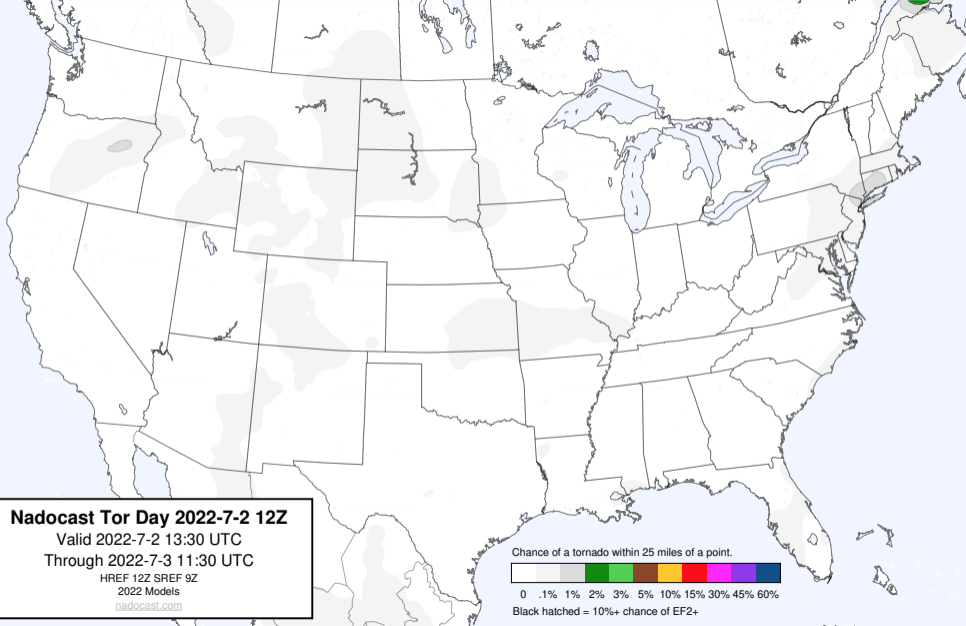 Nadocast Tor Day 2022-7-2 12Z
Valid 2022-7-2 13:30 UTC
Through 2022-7-3 11:30 UTC
HREF 12Z SREF 9Z
2022 Models
nadocast.com
Chance of a tornado within 25 miles of a point.
0 .1% 1% 2% 3% 5% 10% 15% 30% 45% 60%
Black hatched = 10%+ chance of EF2+